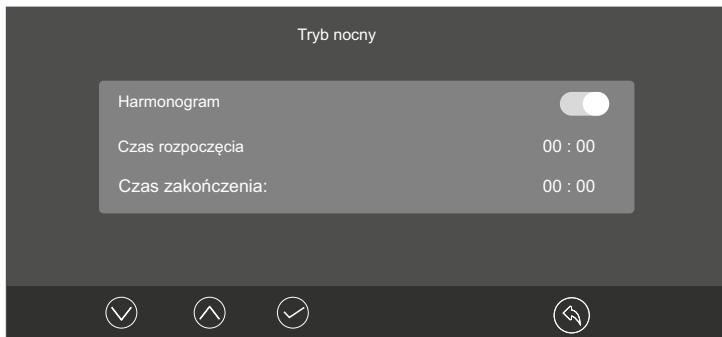 Tryb nocny
Harmonogram
Czas rozpoczęcia 00 : 00
Czas zakończenia: 00 : 00